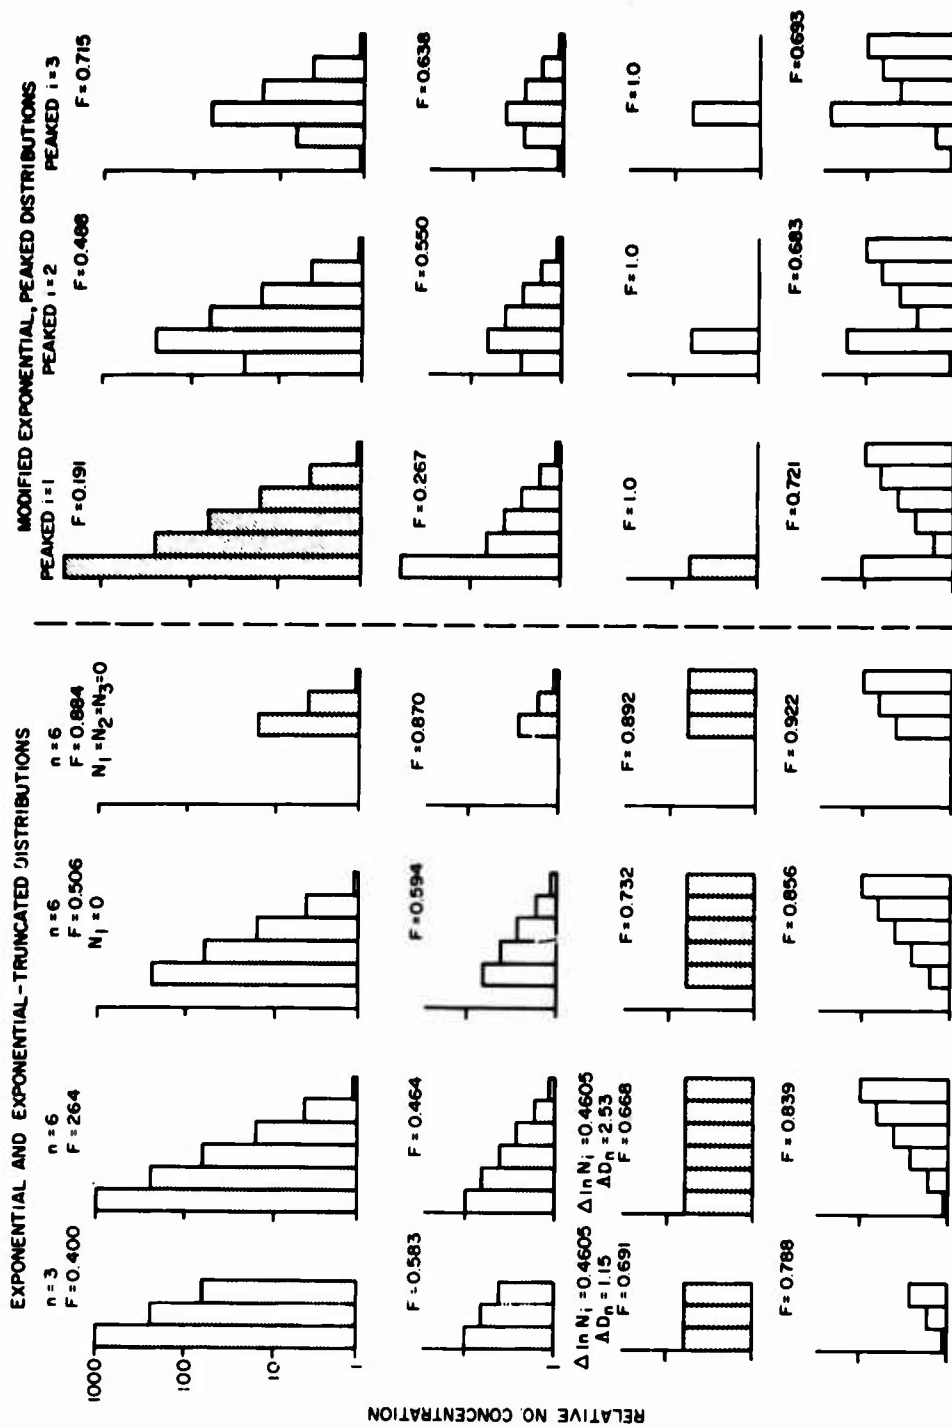 EXPONENTIAL AND EXPONENTIAL-TRUNCATED DISTRIBUTIONS
MODIFIED EXPONENTIAL, PEAKED DISTRIBUTIONS
n=3
F=0.400
n=6
F=264
n=6
F=0.506
N1=0
n=6
F=0.884
N1=N2=N3=0
PEAKED i=1
F=0.191
PEAKED i=2
F=0.488
PEAKED i=3
F=0.715
1000
100
10
1
F=0.583
F=0.464
F=0.594
F=0.870
F=0.267
F=0.550
F=0.638
1
Δ ln Ni=0.4605
ΔDn=1.15
F=0.691
Δ ln Ni=0.4605
ΔDn=2.53
F=0.668
F=0.732
F=0.892
F=1.0
F=1.0
F=1.0
F=0.788
F=0.839
F=0.856
F=0.922
F=0.721
F=0.683
F=0.693
RELATIVE NO. CONCENTRATION